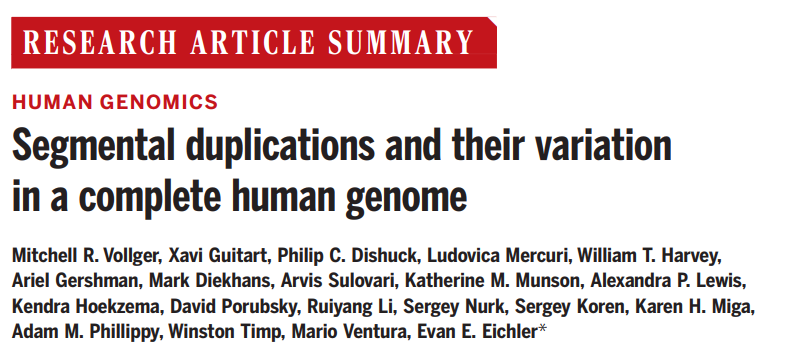 RESEARCH ARTICLE SUMMARY
HUMAN GENOMICS
Segmental duplications and their variation
in a complete human genome
Mitchell R. Vollger, Xavi Guitart, Philip C. Dishuck, Ludovica Mercuri, William T. Harvey,
Ariel Gershman, Mark Diekhans, Arvis Sulovari, Katherine M. Munson, Alexandra P. Lewis,
Kendra Hoekzema, David Porubsky, Ruiyang Li, Sergey Nurk, Sergey Koren, Karen H. Miga,
Adam M. Phillippy, Winston Timp, Mario Ventura, Evan E. Eichler*